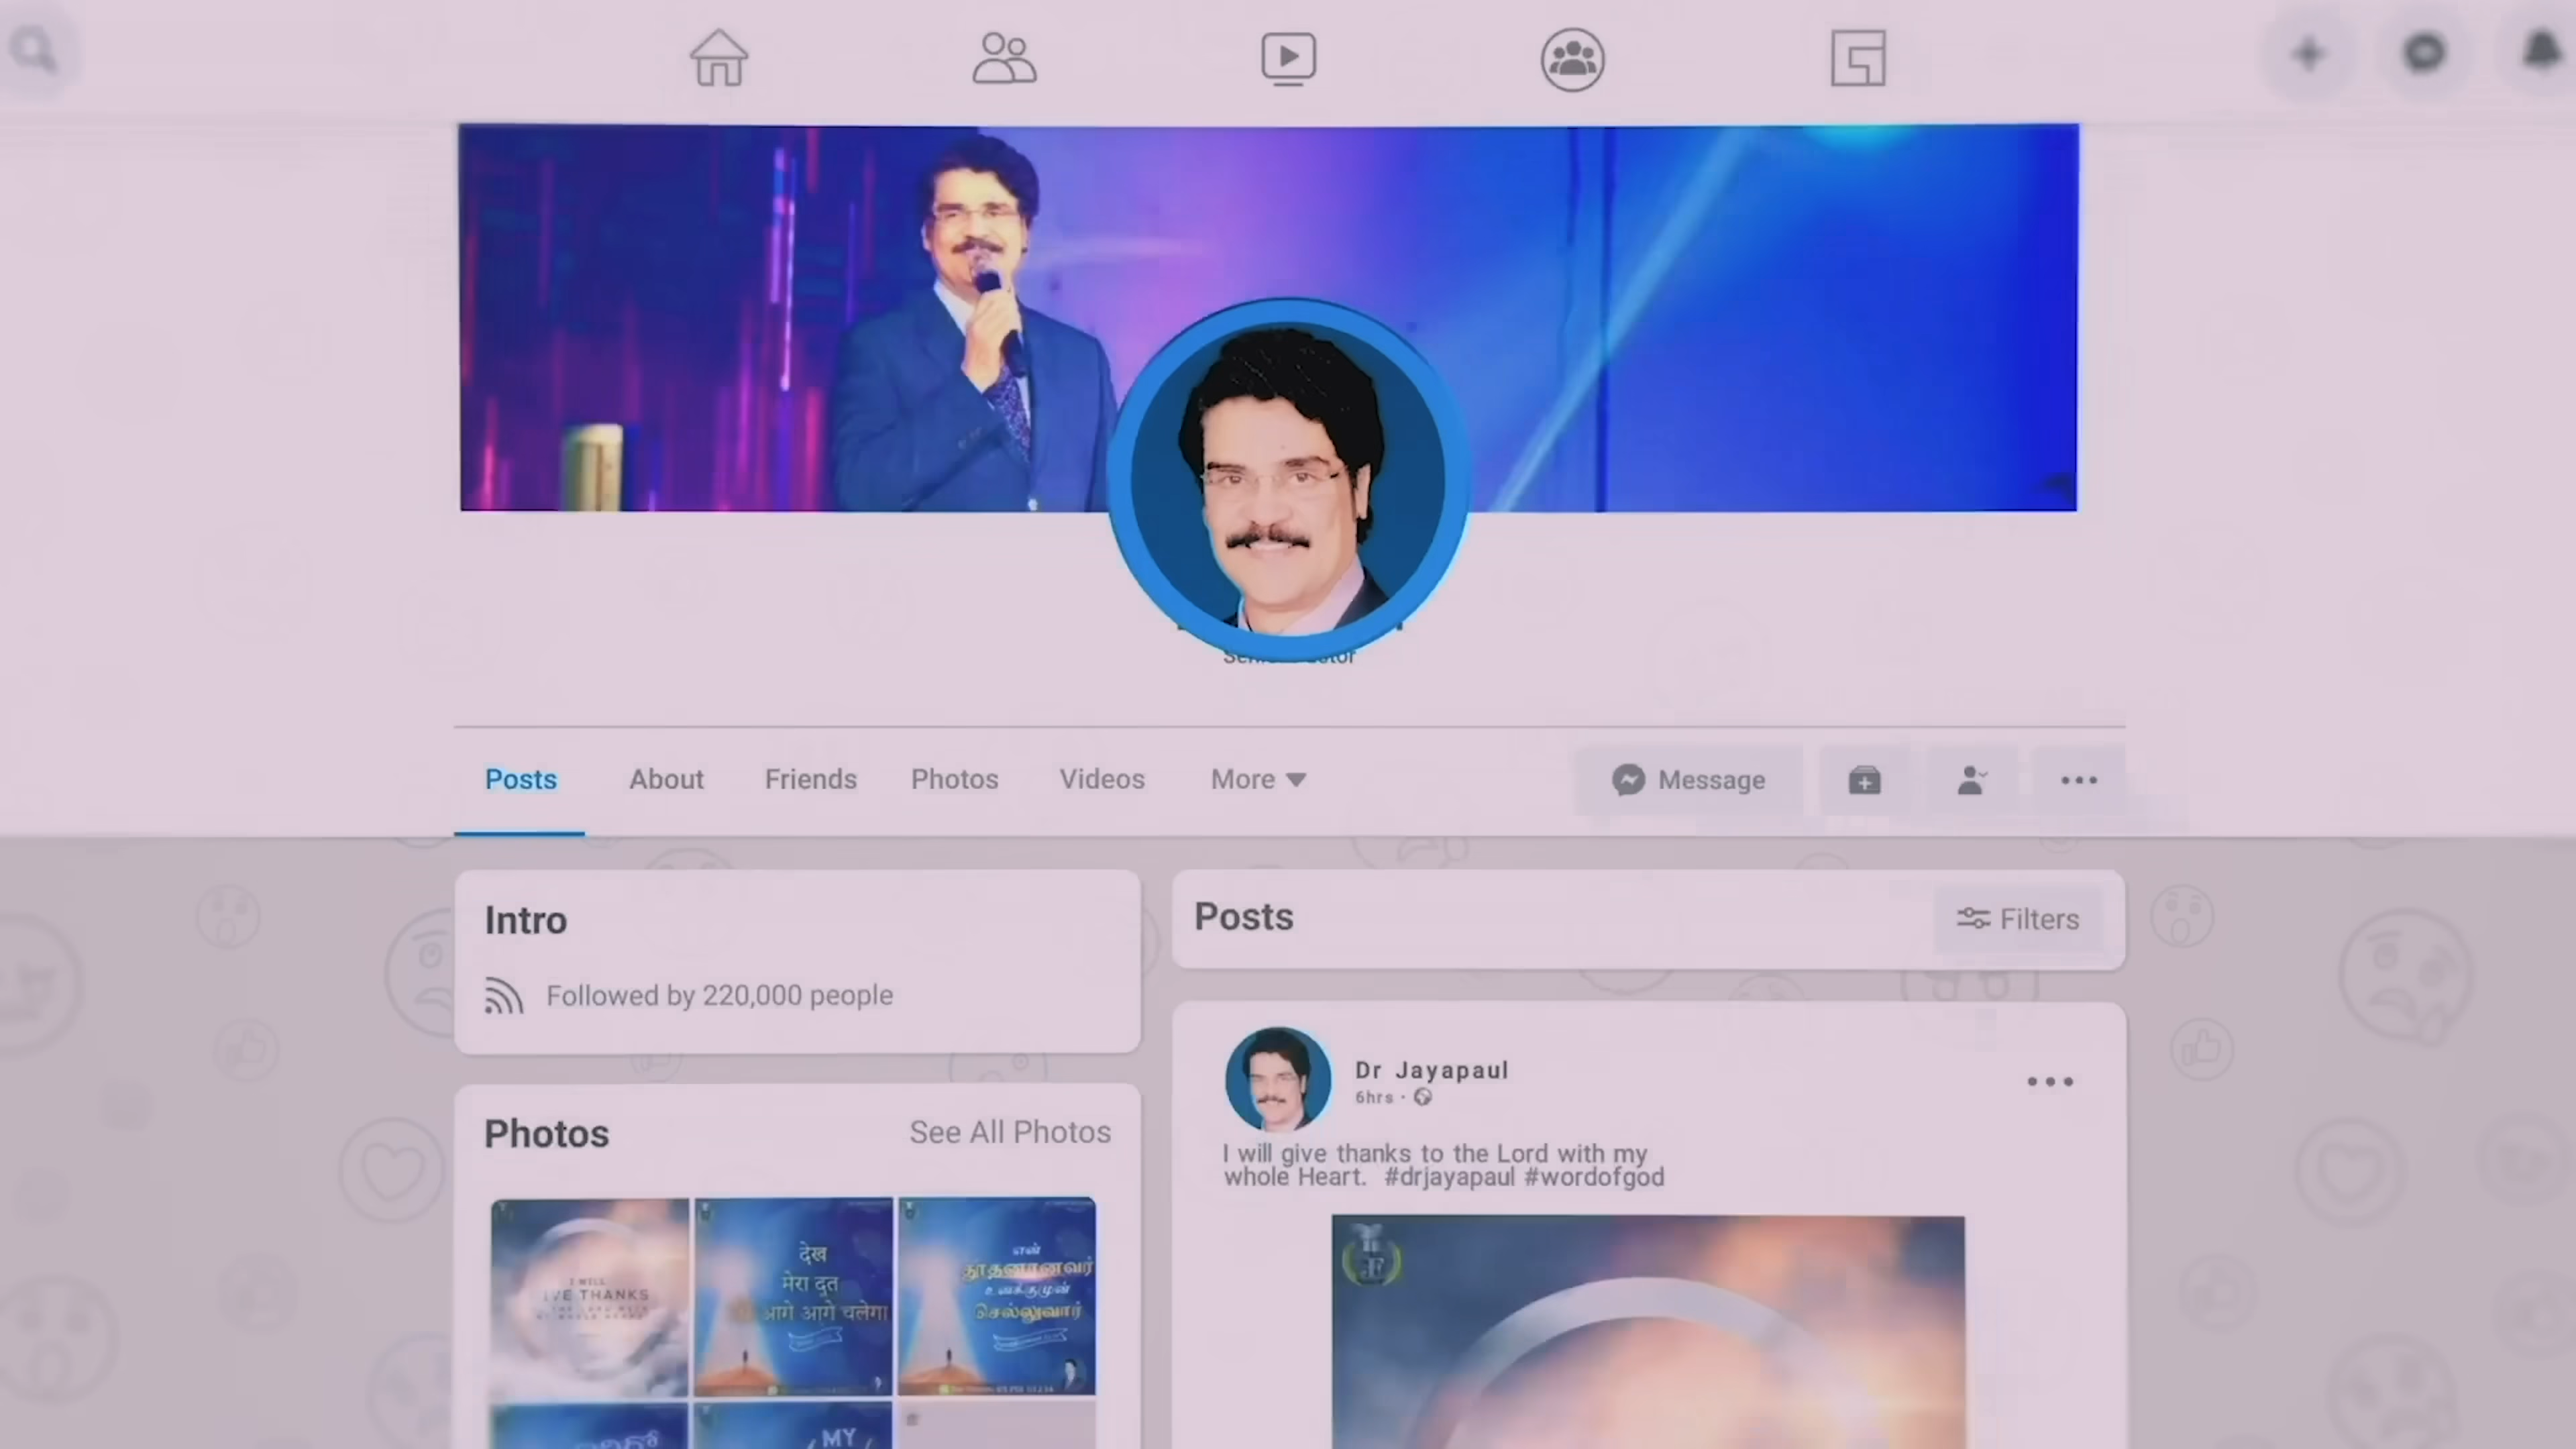 Posts
About
Friends
Photos
Videos
More
Message
Intro
Followed by 220,000 people
Posts
Filters
Dr Jayapaul
6hrs ·
I will give thanks to the Lord with my
whole Heart. #drjayapaul #wordofgod
Photos
See All Photos
I WILL
THANKS
देख
मेरा दुत
आगे आगे चलेगा
என்
தூதனானவர்
உனக்குமுன்
செல்லுவார்
MY